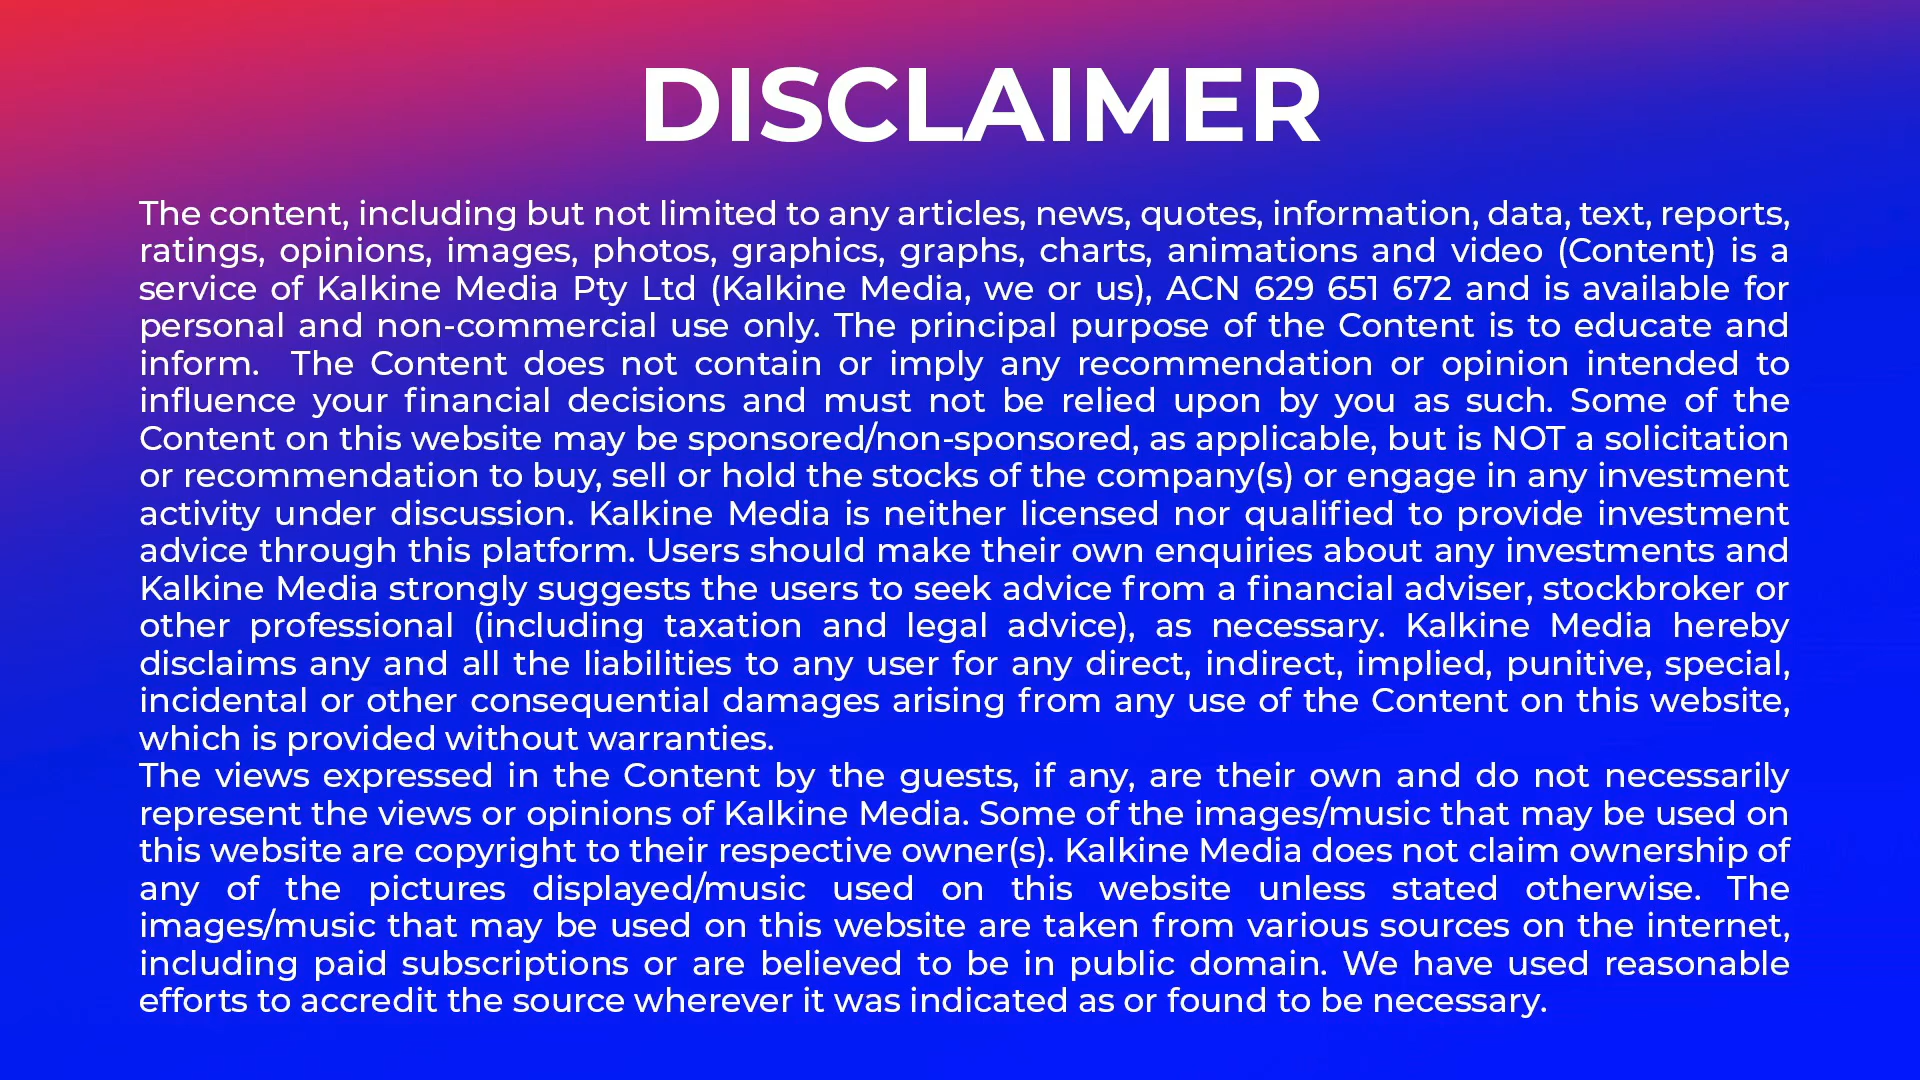 DISCLAIMER
The content, including but not limited to any articles, news, quotes, information, data, text, reports,
ratings, opinions, images, photos, graphics, graphs, charts, animations and video (Content) is a
service of Kalkine Media Pty Ltd (Kalkine Media, we or us), ACN 629 651 672 and is available for
personal and non-commercial use only. The principal purpose of the Content is to educate and
inform.  The Content does not contain or imply any recommendation or opinion intended to
influence your financial decisions and must not be relied upon by you as such. Some of the
Content on this website may be sponsored/non-sponsored, as applicable, but is NOT a solicitation
or recommendation to buy, sell or hold the stocks of the company(s) or engage in any investment
activity under discussion. Kalkine Media is neither licensed nor qualified to provide investment
advice through this platform. Users should make their own enquiries about any investments and
Kalkine Media strongly suggests the users to seek advice from a financial adviser, stockbroker or
other professional (including taxation and legal advice), as necessary. Kalkine Media hereby
disclaims any and all the liabilities to any user for any direct, indirect, implied, punitive, special,
incidental or other consequential damages arising from any use of the Content on this website,
which is provided without warranties.
The views expressed in the Content by the guests, if any, are their own and do not necessarily
represent the views or opinions of Kalkine Media. Some of the images/music that may be used on
this website are copyright to their respective owner(s). Kalkine Media does not claim ownership of
any of the pictures displayed/music used on this website unless stated otherwise. The
images/music that may be used on this website are taken from various sources on the internet,
including paid subscriptions or are believed to be in public domain. We have used reasonable
efforts to accredit the source wherever it was indicated as or found to be necessary.